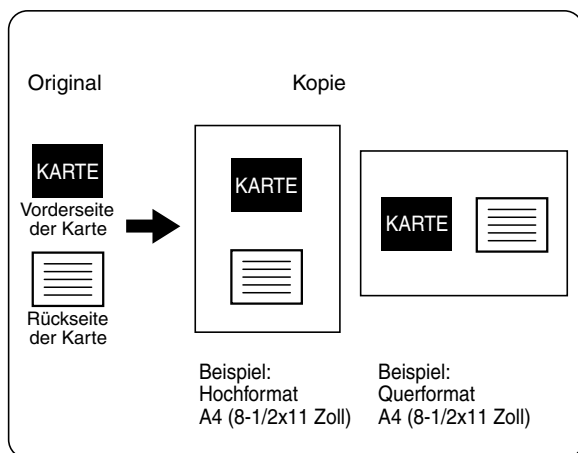 Original
Kopie
KARTE
Vorderseite
der Karte
Rückseite
der Karte
KARTE
KARTE
Beispiel:
Hochformat
A4 (8-1/2x11 Zoll)
Beispiel:
Querformat
A4 (8-1/2x11 Zoll)